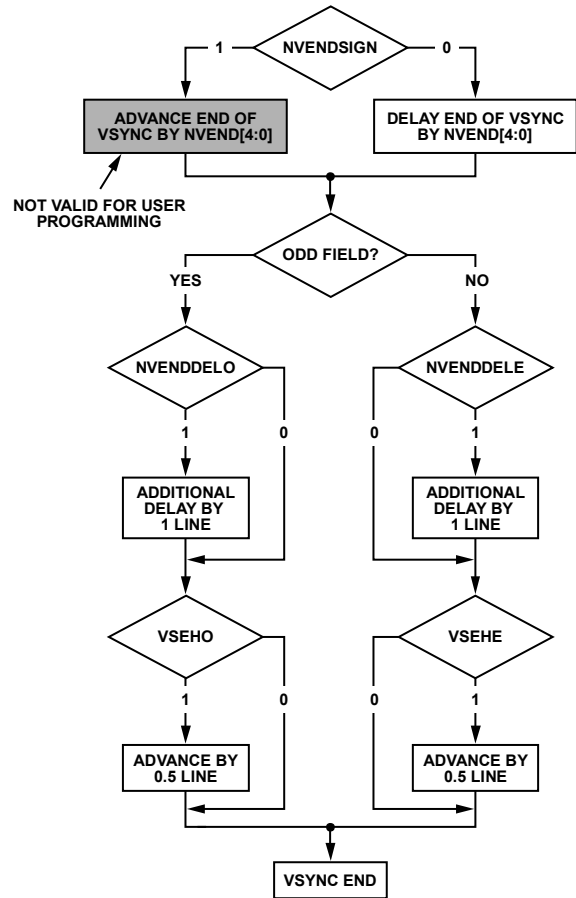 NVENDSIGN
1
0
ADVANCE END OF
VSYNC BY NVEND[4:0]
DELAY END OF VSYNC
BY NVEND[4:0]
NOT VALID FOR USER
PROGRAMMING
ODD FIELD?
YES
NO
NVENDDELO
NVENDDELE
1
0
0
1
ADDITIONAL
DELAY BY
1 LINE
ADDITIONAL
DELAY BY
1 LINE
VSEHO
VSEHE
1
0
0
1
ADVANCE BY
0.5 LINE
ADVANCE BY
0.5 LINE
VSYNC END